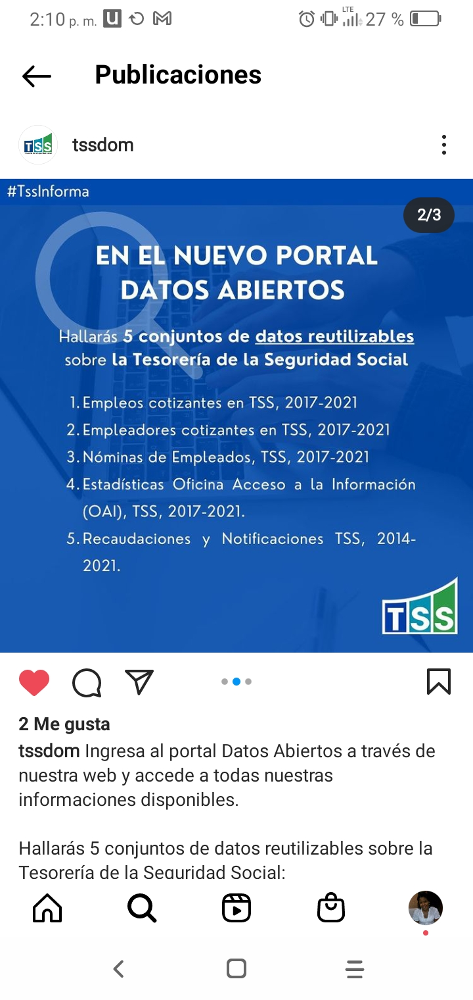 2:10 p. m.
LTE
27 %
Publicaciones
TSS
tssdom
#TssInforma
2/3
EN EL NUEVO PORTAL
DATOS ABIERTOS
Hallarás 5 conjuntos de datos reutilizables
sobre la Tesorería de la Seguridad Social
1. Empleos cotizantes en TSS, 2017-2021
2. Empleadores cotizantes en TSS, 2017-2021
3. Nóminas de Empleados, TSS, 2017-2021
4. Estadísticas Oficina Acceso a la Información
(OAI), TSS, 2017-2021.
5. Recaudaciones y Notificaciones TSS, 2014-
2021.
TSS
2 Me gusta
tssdom Ingresa al portal Datos Abiertos a través de
nuestra web y accede a todas nuestras
informaciones disponibles.
Hallarás 5 conjuntos de datos reutilizables sobre la
Tesorería de la Seguridad Social: